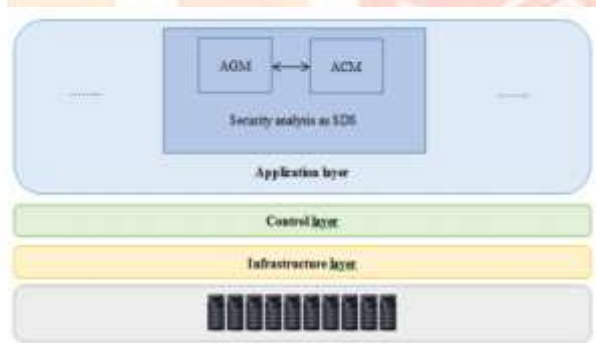 AGM
ACM
Security analysis as SDS
........
........
Application layer
Control layer
Infrastructure layer